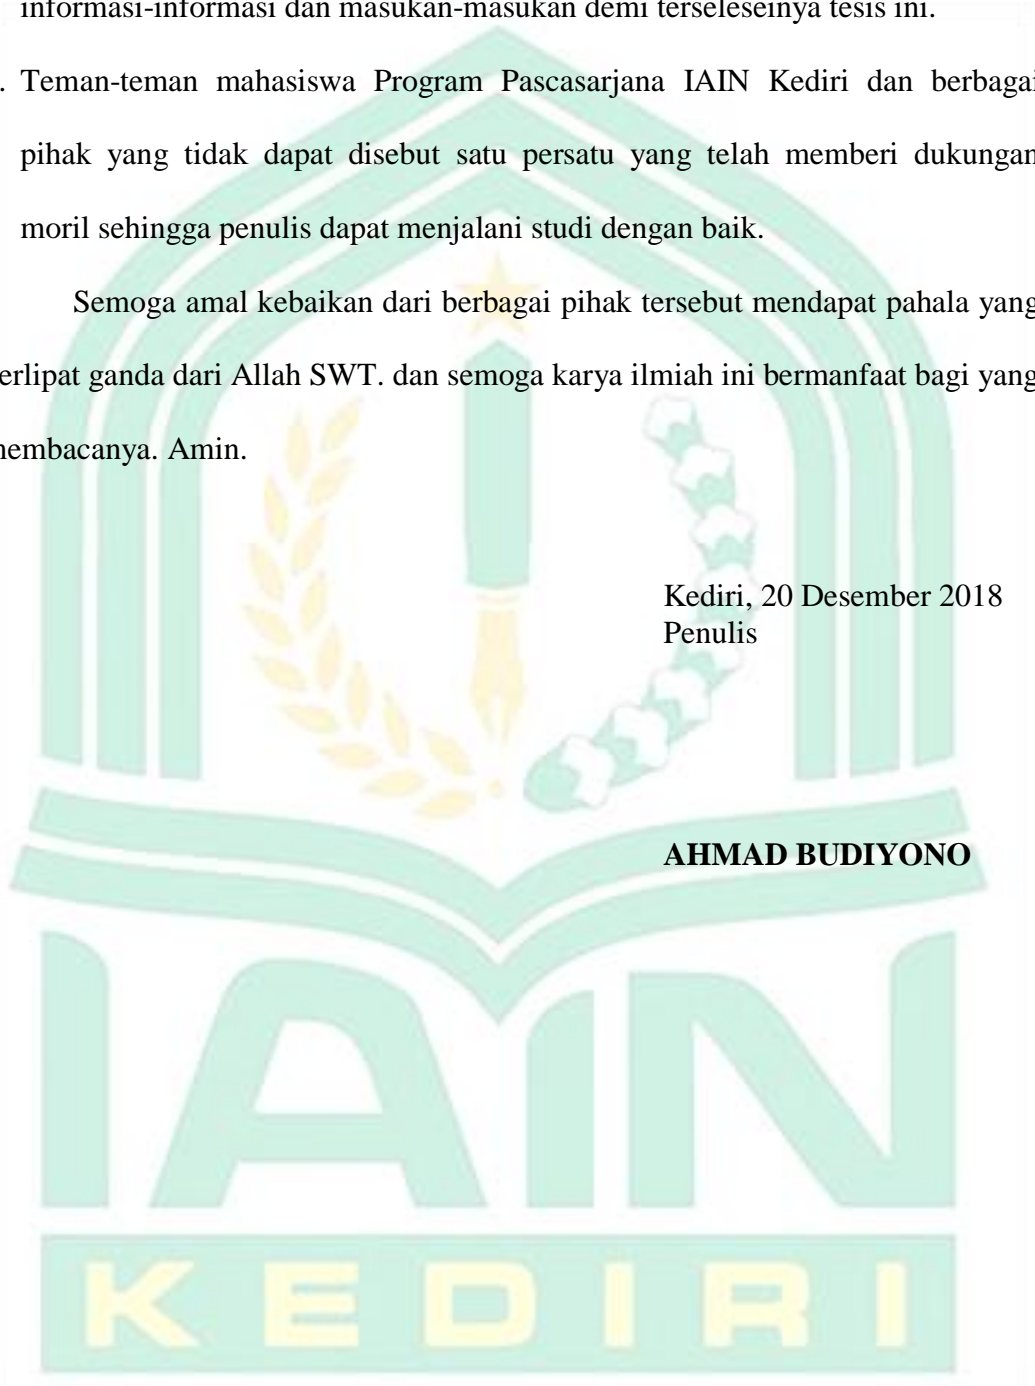 informasi-informasi dan masukan-masukan demi terseleseinya tesis ini.
. Teman-teman mahasiswa Program Pascasarjana IAIN Kediri dan berbagai
pihak yang tidak dapat disebut satu persatu yang telah memberi dukungan
moril sehingga penulis dapat menjalani studi dengan baik.
Semoga amal kebaikan dari berbagai pihak tersebut mendapat pahala yang
erlipat ganda dari Allah SWT. dan semoga karya ilmiah ini bermanfaat bagi yang
membacanya. Amin.
Kediri, 20 Desember 2018
Penulis
AHMAD BUDIYONO
IAIN
KEDIRI